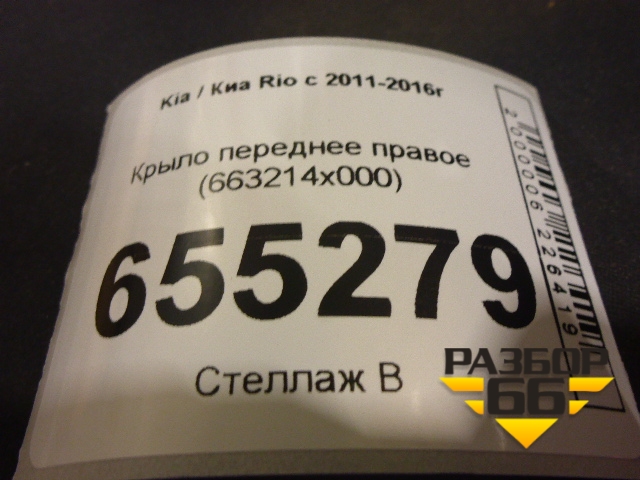 Kia / Киа Rio с 2011-2016г
Крыло переднее правое
(663214x000)
655279
Стеллаж В
2000006226419
РАЗБОР
66